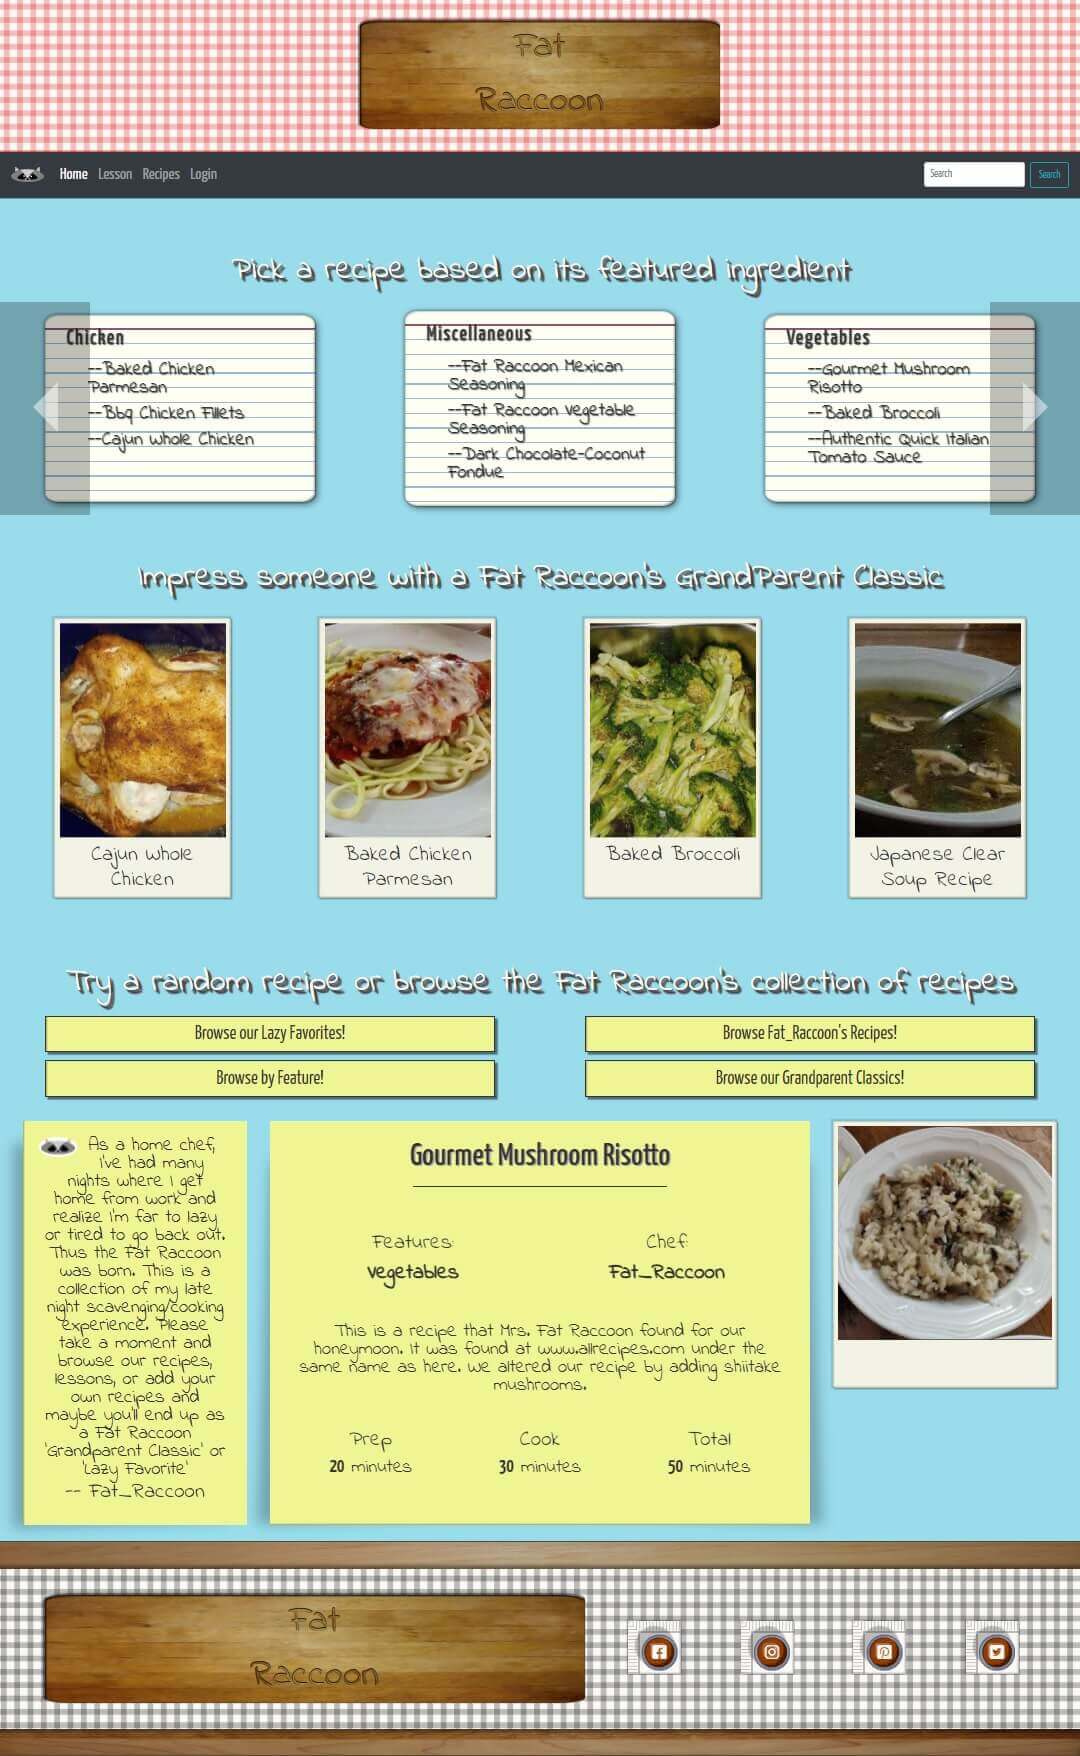 Fat
Raccoon
Home Lesson Recipes Login
Search Search
Pick a recipe based on its featured ingredient
Chicken
--Baked Chicken
Parmesan
--Bbq Chicken Fillets
--Cajun Whole Chicken
Miscellaneous
--Fat Raccoon Mexican
Seasoning
--Fat Raccoon Vegetable
Seasoning
--Dark Chocolate-Coconut
Fondue
Vegetables
--Gourmet Mushroom
Risotto
--Baked Broccoli
--Authentic Quick Italian
Tomato Sauce
Impress someone with a Fat Raccoon's GrandParent Classic
Cajun Whole
Chicken
Baked Chicken
Parmesan
Baked Broccoli
Japanese Clear
Soup Recipe
Try a random recipe or browse the Fat Raccoon's collection of recipes
Browse our Lazy Favorites!
Browse Fat_Raccoon's Recipes!
Browse by Feature!
Browse our Grandparent Classics!
As a home chef,
I've had many
nights where I get
home from work and
realize I'm far to lazy
or tired to go back out.
Thus the Fat Raccoon
was born. This is a
collection of my late
night scavenging/cooking
experience. Please
take a moment and
browse our recipes,
lessons, or add your
own recipes and
maybe you'll end up as
a Fat Raccoon
'Grandparent Classic' or
'Lazy Favorite'
-- Fat_Raccoon
Gourmet Mushroom Risotto
Features:
Vegetables
Chef:
Fat_Raccoon
This is a recipe that Mrs. Fat Raccoon found for our
honeymoon. It was found at www.allrecipes.com under the
same name as here. We altered our recipe by adding shiitake
mushrooms.
Prep
20 minutes
Cook
30 minutes
Total
50 minutes
Fat
Raccoon